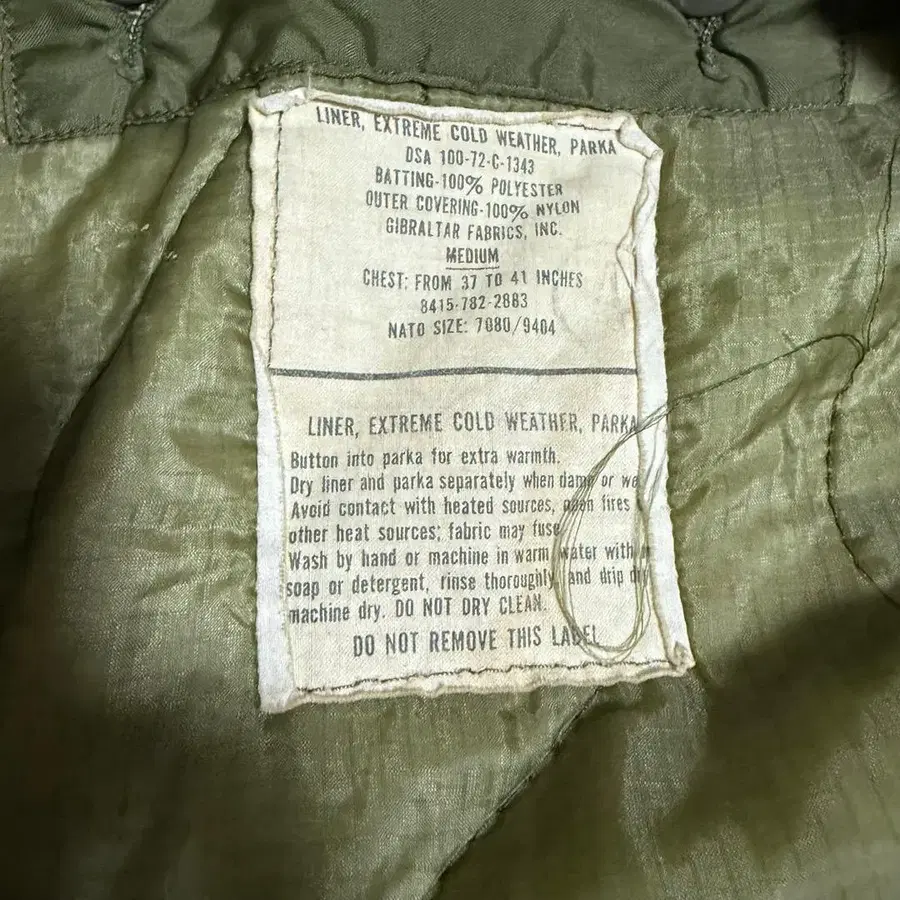 LINER, EXTREME COLD WEATHER, PARKA
DSA 100-72-C-1343
BATTING-100% POLYESTER
OUTER COVERING-100% NYLON
GIBRALTAR FABRICS, INC.
MEDIUM
CHEST: FROM 37 TO 41 INCHES
8415-782-2883
NATO SIZE: 7080/9404
LINER, EXTREME COLD WEATHER, PARKA
Button into parka for extra warmth.
Dry liner and parka separately when damp or we
Avoid contact with heated sources, open fires
other heat sources; fabric may fuse
Wash by hand or machine in warm water with
soap or detergent, rinse thoroughly and drip
machine dry. DO NOT DRY CLEAN.
DO NOT REMOVE THIS LABEL